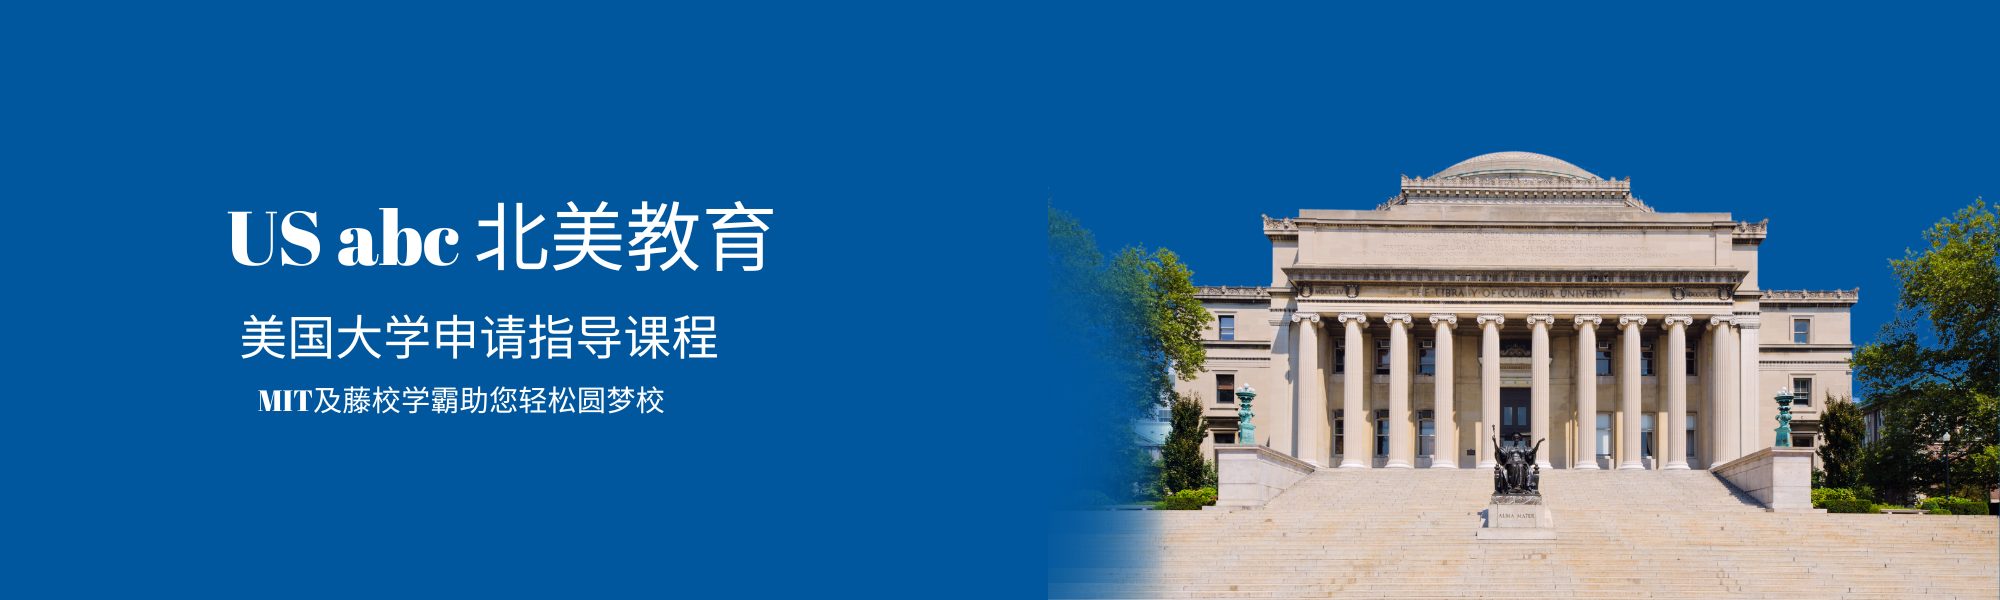 US abc 北美教育
美国大学申请指导课程
MIT及藤校学霸助您轻松圆梦校
THE LIBRARY OF COLUMBIA UNIVERSITY
ALMA MATER